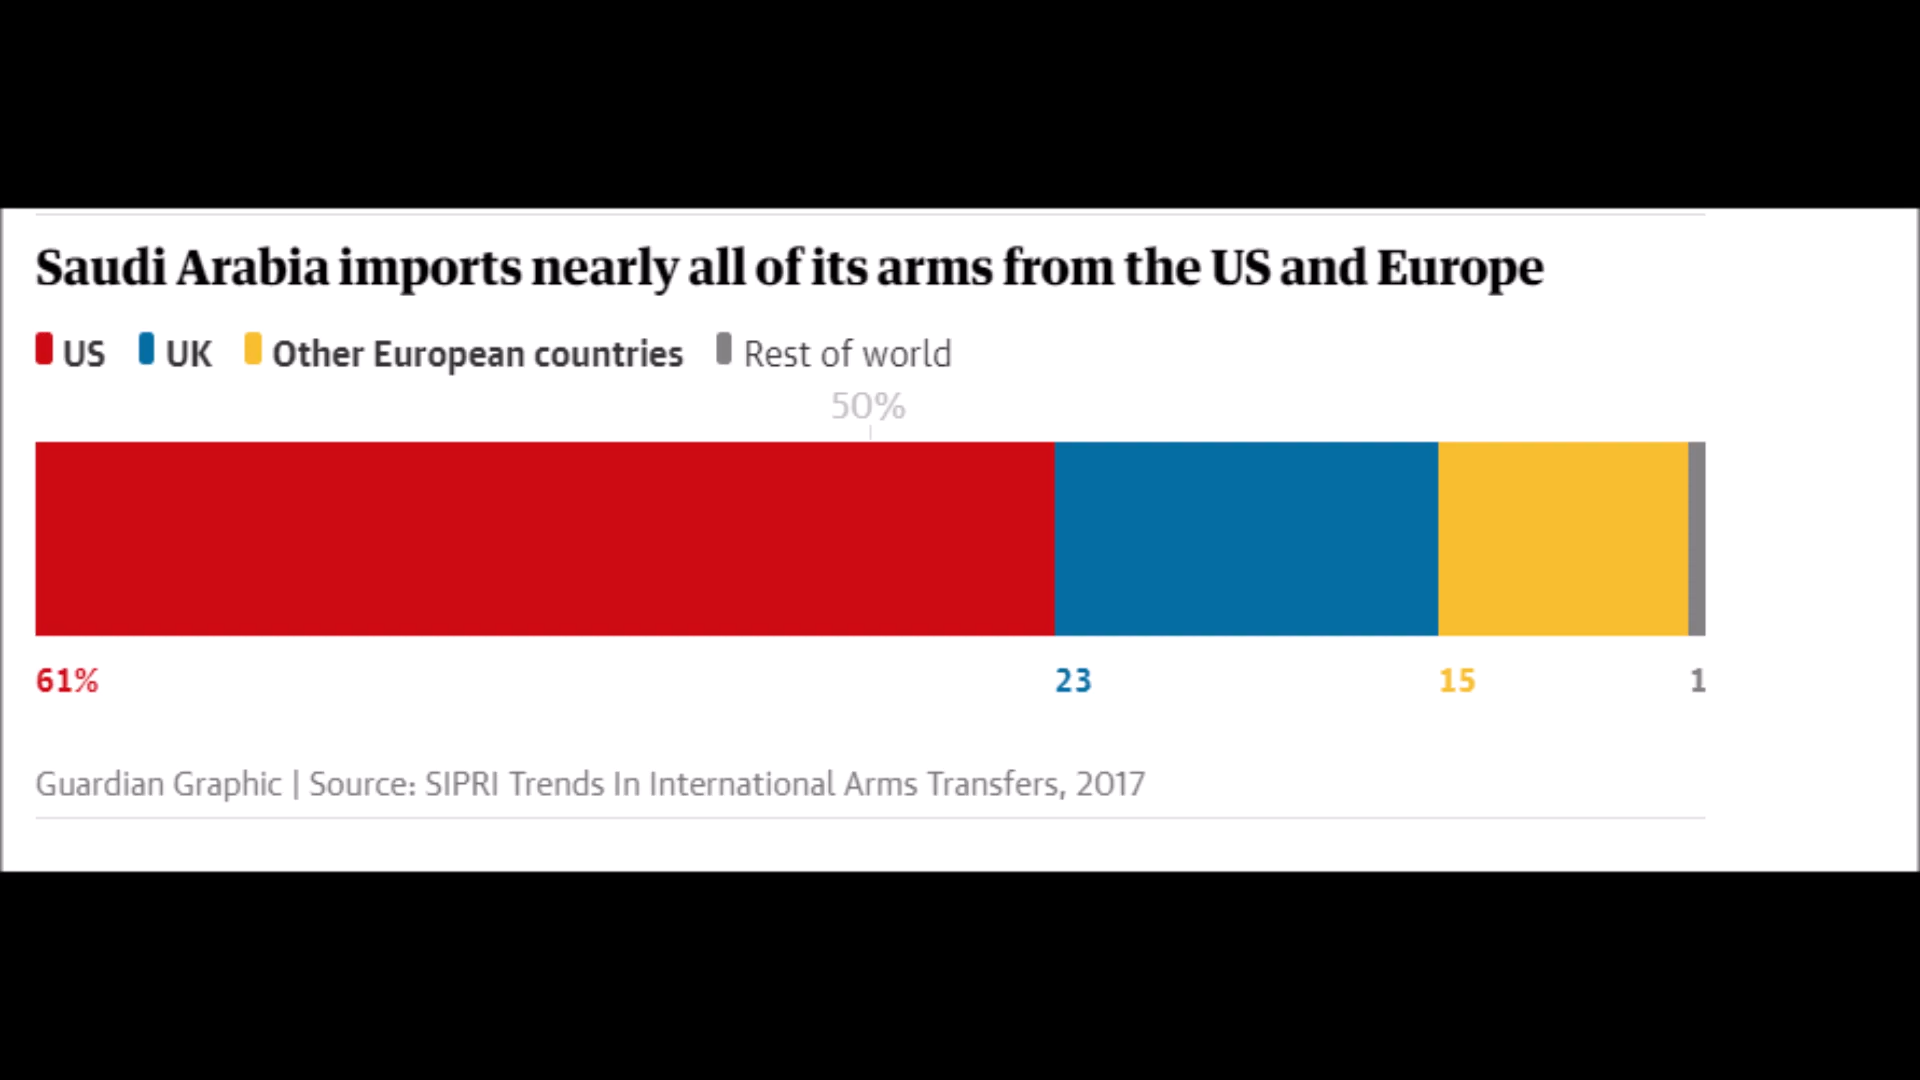 Saudi Arabia imports nearly all of its arms from the US and Europe
US UK Other European countries Rest of world
50%
61% 23 15 1
Guardian Graphic | Source: SIPRI Trends In International Arms Transfers, 2017